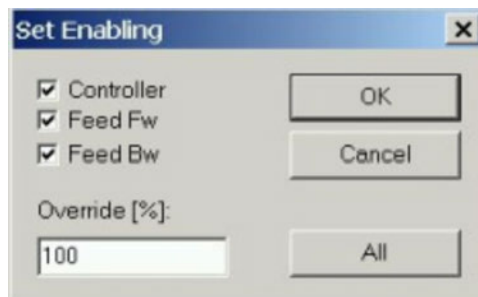 Set Enabling
Controller
Feed Fw
Feed Bw
OK
Cancel
Override [%]:
100
All